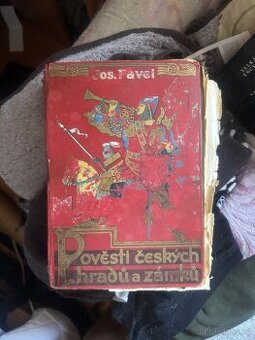 Jos. Pavel
Pověsti českých
hradů a zámků